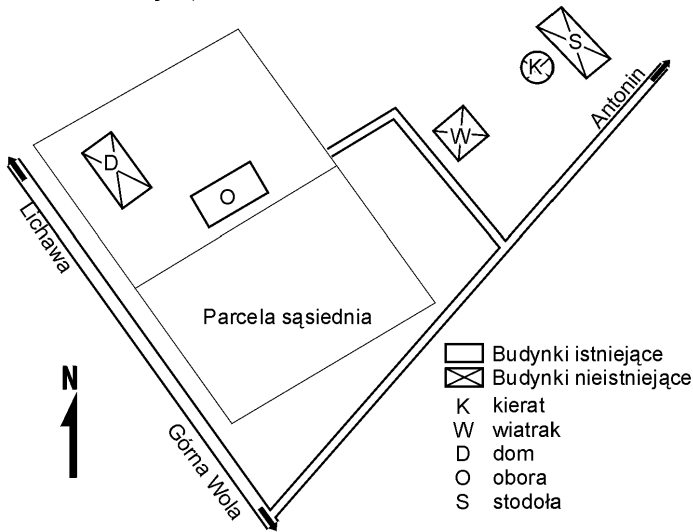 S
K
Antonin
W
D
O
Lichawa
Parcela sąsiednia
Budynki istniejące
Budynki nieistniejące
N
K kierat
W wiatrak
D dom
O obora
S stodoła
Górna Wola